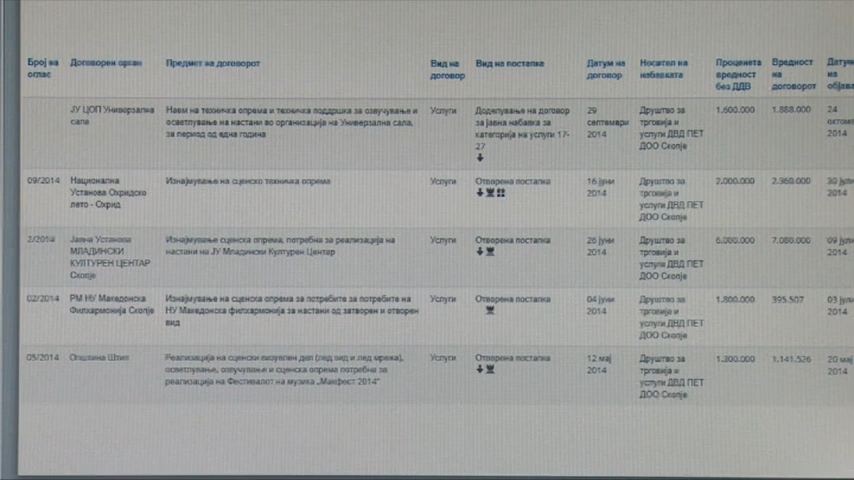 Број на оглас Договорен орган Предмет на договорот Вид на договор Вид на постапка Датум на договор Носител на набавката Проценета вредност без ДДВ Вредност на договорот Датум на објава
ЈУ ЦОП Универзална сала Наем на техничка опрема и техничка поддршка за озвучување и осветлување на настани во организација на Универзална сала, за период од една година Услуги Доделување на договор за јавна набавка за категорија на услуги 17-27 29 септември 2014 Друштво за трговија и услуги ДВД ПЕТ ДОО Скопје 1.600.000 1.888.000 24
09/2014 Национална Установа Охридско лето - Охрид Изнајмување на сценско техничка опрема Услуги Отворена постапка 16 јуни 2014 Друштво за трговија и услуги ДВД ПЕТ ДОО Скопје 2.000.000 2.360.000 30
2/2014 Јавна Установа МЛАДИНСКИ КУЛТУРЕН ЦЕНТАР Скопје Изнајмување сценска опрема, потребна за реализација на настани на ЈУ Младински Културен Центар Услуги Отворена постапка 26 јуни 2014 Друштво за трговија и услуги ДВД ПЕТ ДОО Скопје 6.000.000 7.080.000 09
02/2014 РМ НУ Македонска Филхармонија Скопје Изнајмување на сценска опрема за потребите за потребите на НУ Македонска филхармонија за настани од затворен и отворен вид Услуги Отворена постапка 04 јуни 2014 Друштво за трговија и услуги ДВД ПЕТ ДОО Скопје 1.800.000 395.507 03
05/2014 Општина Штип Реализација на сценски визуелен дел (лед ѕид и лед мрежа), осветлување, озвучување и сценска опрема потребна за реализација на Фестивалот на музика „Макфест 2014" Услуги Отворена постапка 12 мај 2014 Друштво за трговија и услуги ДВД ПЕТ ДОО Скопје 1.300.000 1.141.526 20 мај 2014